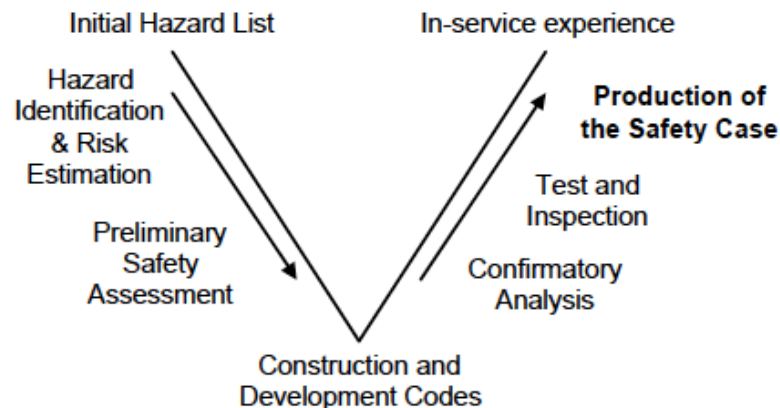 Initial Hazard List
In-service experience
Hazard
Identification
& Risk
Estimation
Production of
the Safety Case
Test and
Inspection
Preliminary
Safety
Assessment
Confirmatory
Analysis
Construction and
Development Codes